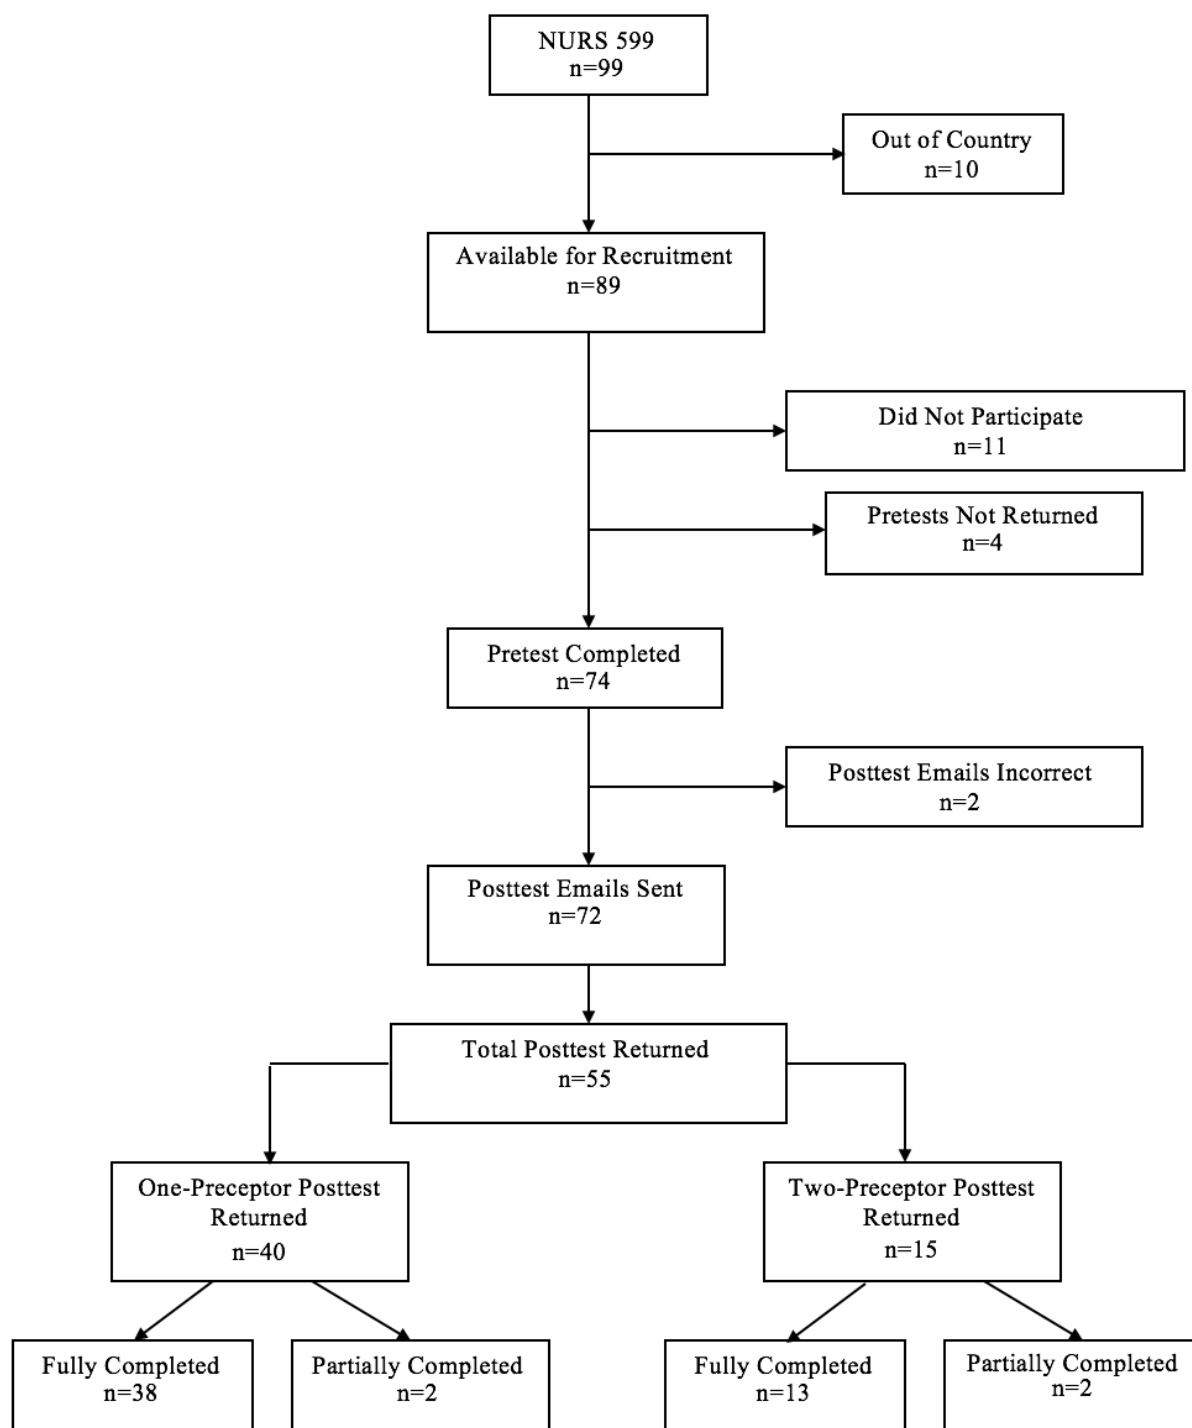 NURS 599
n=99
Out of Country
n=10
Available for Recruitment
n=89
Did Not Participate
n=11
Pretests Not Returned
n=4
Pretest Completed
n=74
Posttest Emails Incorrect
n=2
Posttest Emails Sent
n=72
Total Posttest Returned
n=55
One-Preceptor Posttest
Returned
n=40
Two-Preceptor Posttest
Returned
n=15
Fully Completed
n=38
Partially Completed
n=2
Fully Completed
n=13
Partially Completed
n=2